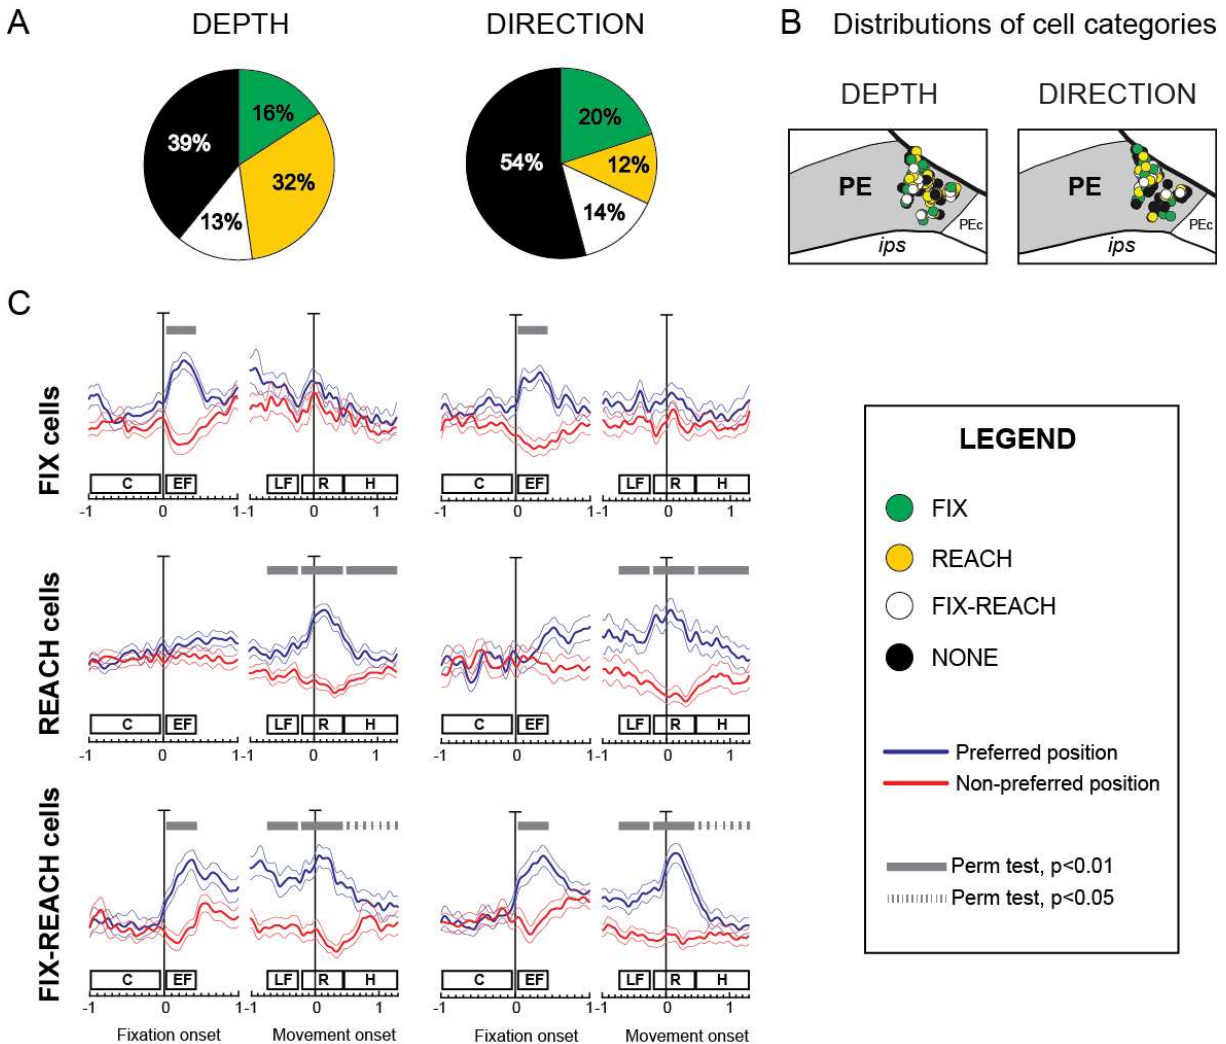 A DEPTH DIRECTION B Distributions of cell categories
DEPTH DIRECTION
16% 32% 13% 39%
20% 12% 14% 54%
PE PEc ips
PE PEc ips
C
FIX cells
C EF LF R H C EF LF R H
-1 0 1 0 1 -1 0 1-1 0 1
REACH cells
C EF LF R H C EF LF R H
-1 0 1-1 0 1 -1 0 1-1 0 1
FIX-REACH cells
C EF LF R H C EF LF R H
-1 0 1-1 0 1 -1 0 1-1 0 1
Fixation onset Movement onset Fixation onset Movement onset
LEGEND
FIX
REACH
FIX-REACH
NONE
Preferred position
Non-preferred position
Perm test, p<0.01
Perm test, p<0.05